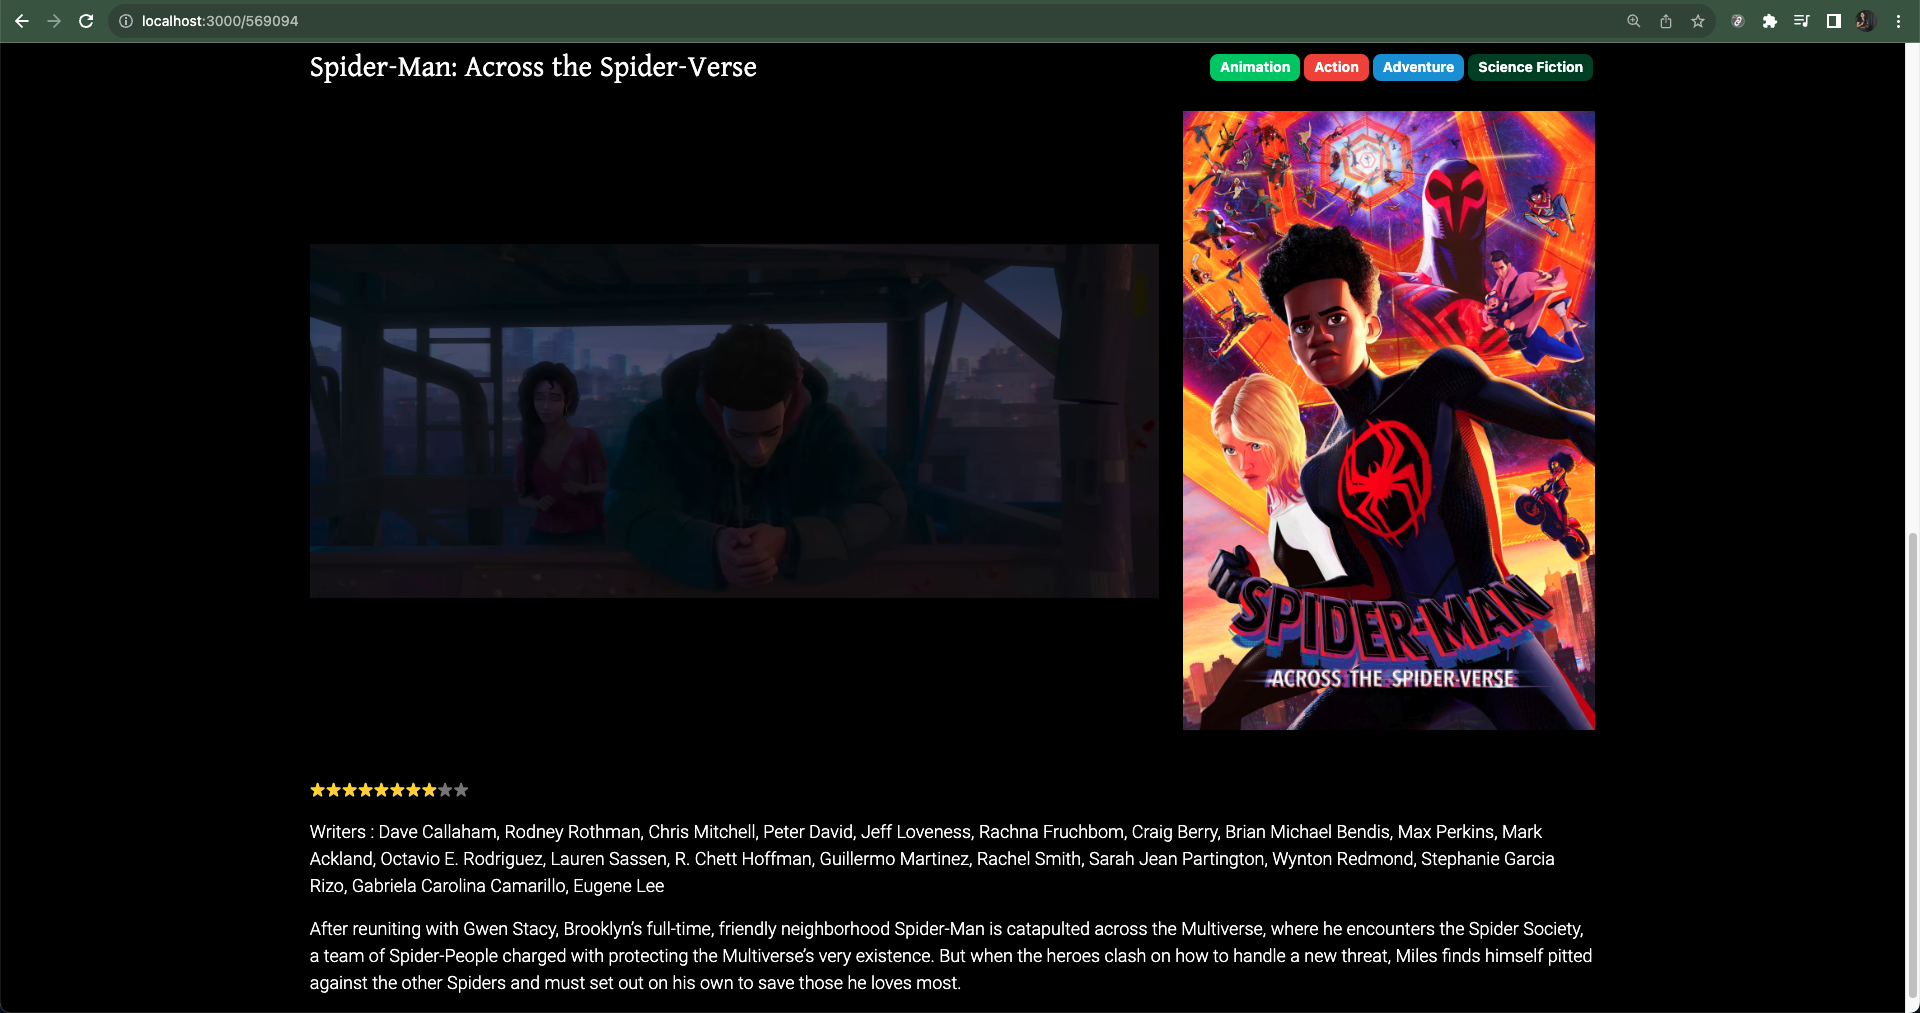 localhost:3000/569094
Spider-Man: Across the Spider-Verse
Animation Action Adventure Science Fiction
SPIDER-MAN
ACROSS THE SPIDER-VERSE
Writers : Dave Callaham, Rodney Rothman, Chris Mitchell, Peter David, Jeff Loveness, Rachna Fruchbom, Craig Berry, Brian Michael Bendis, Max Perkins, Mark
Ackland, Octavio E. Rodriguez, Lauren Sassen, R. Chett Hoffman, Guillermo Martinez, Rachel Smith, Sarah Jean Partington, Wynton Redmond, Stephanie Garcia
Rizo, Gabriela Carolina Camarillo, Eugene Lee
After reuniting with Gwen Stacy, Brooklyn’s full-time, friendly neighborhood Spider-Man is catapulted across the Multiverse, where he encounters the Spider Society,
a team of Spider-People charged with protecting the Multiverse’s very existence. But when the heroes clash on how to handle a new threat, Miles finds himself pitted
against the other Spiders and must set out on his own to save those he loves most.